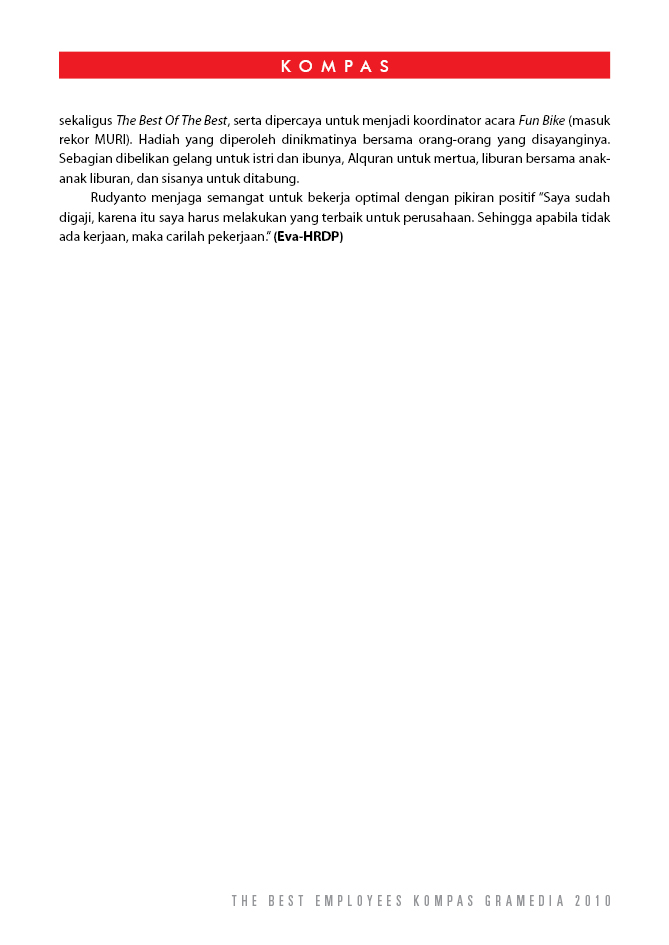 KOMPAS
sekaligus The Best Of The Best, serta dipercaya untuk menjadi koordinator acara Fun Bike (masuk
rekor MURI). Hadiah yang diperoleh dinikmatinya bersama orang-orang yang disayanginya.
Sebagian dibelikan gelang untuk istri dan ibunya, Alquran untuk mertua, liburan bersama anak-
anak liburan, dan sisanya untuk ditabung.
Rudyanto menjaga semangat untuk bekerja optimal dengan pikiran positif “Saya sudah
digaji, karena itu saya harus melakukan yang terbaik untuk perusahaan. Sehingga apabila tidak
ada kerjaan, maka carilah pekerjaan.” (Eva-HRDP)
THE BEST EMPLOYEES KOMPAS GRAMEDIA 2010